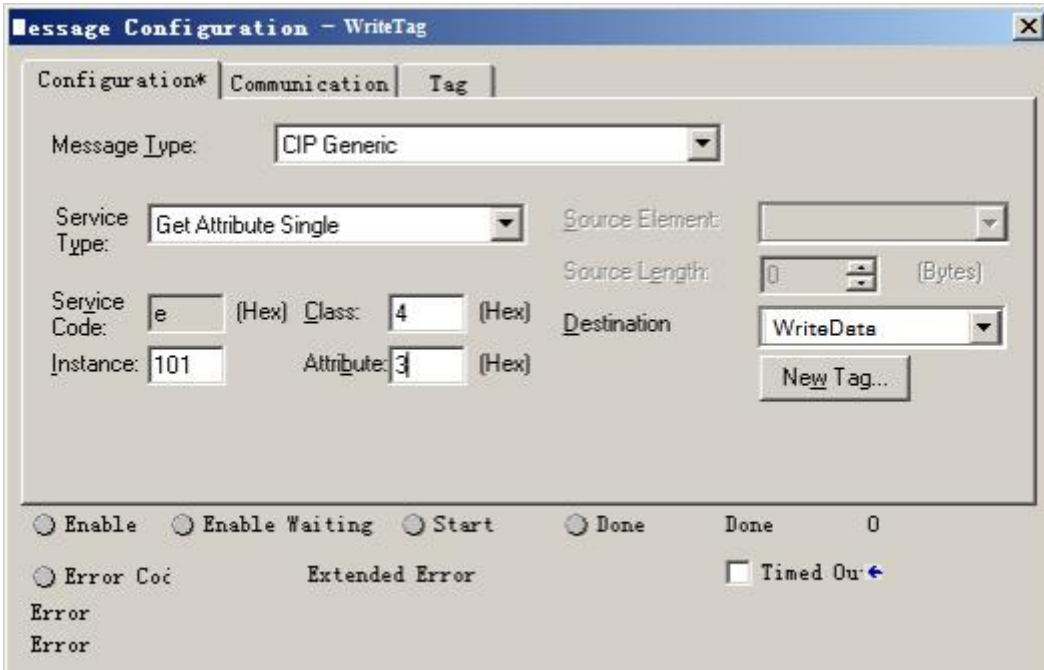 Message Configuration - WriteTag
Configuration* Communication Tag
Message Type: CIP Generic
Service Type: Get Attribute Single Source Element:
Source Length: 0 (Bytes)
Service Code: e (Hex) Class: 4 (Hex) Destination WriteData
Instance: 101 Attribute: 3 (Hex) New Tag...
Enable Enable Waiting Start Done Done 0
Error Cod Extended Error Timed Ou
Error
Error